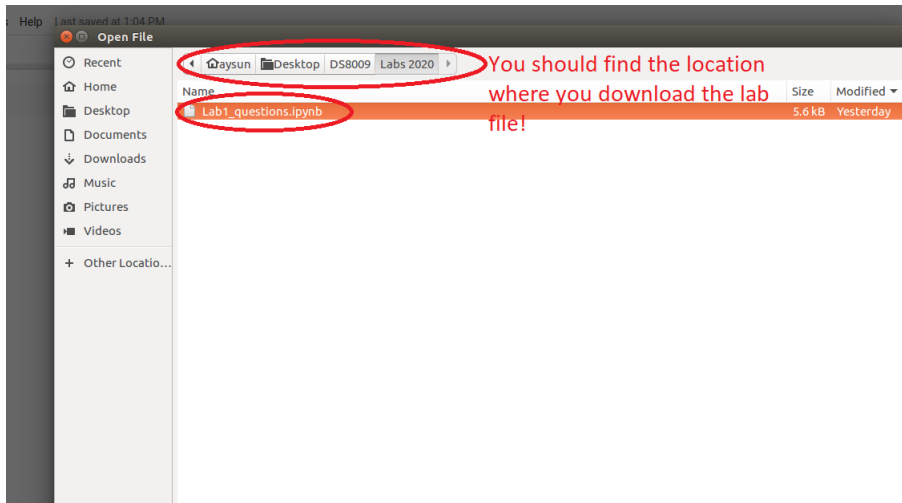 Help Last saved at 1:04 PM
Open File
Recent
Home
Desktop
Documents
Downloads
Music
Pictures
Videos
+ Other Locatio...
aysun Desktop DS8009 Labs 2020
You should find the location
where you download the lab
file!
Name Size Modified
Lab1_questions.ipynb 5.6 kB Yesterday